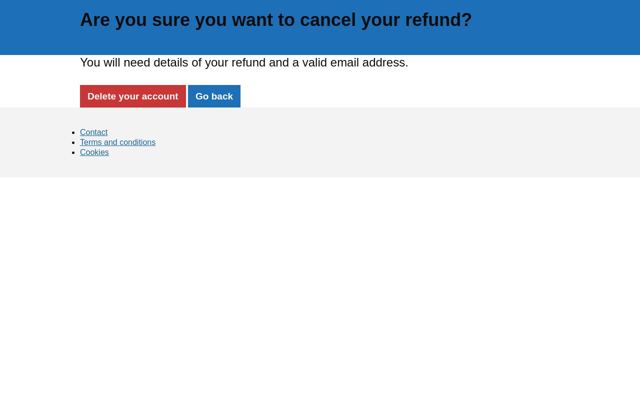 Are you sure you want to cancel your refund?
You will need details of your refund and a valid email address.
Delete your account Go back
Contact
Terms and conditions
Cookies